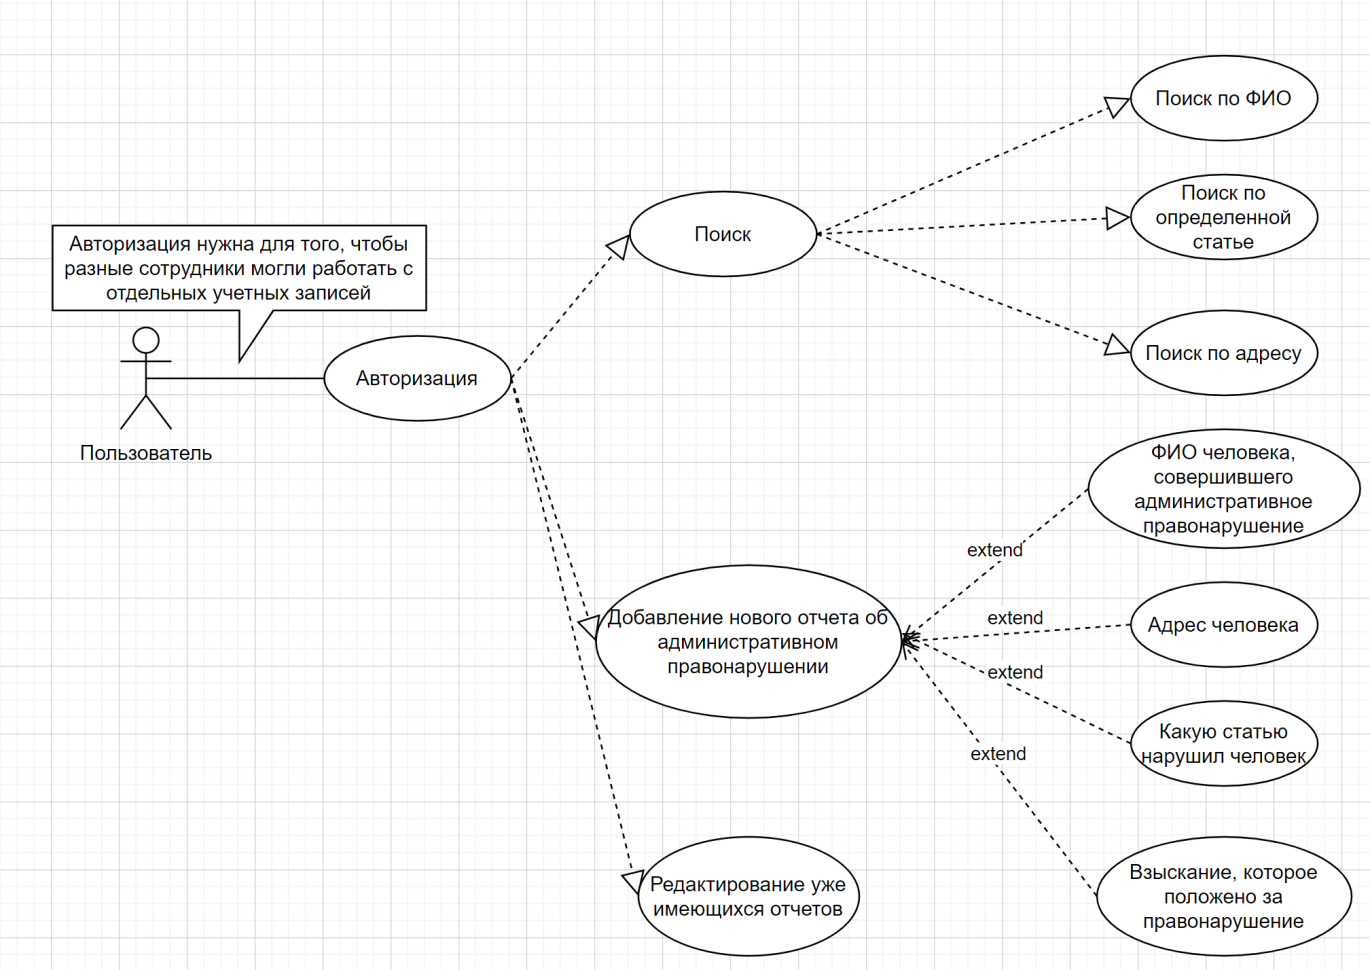 Авторизация нужна для того, чтобы
разные сотрудники могли работать с
отдельных учетных записей
Пользователь
Авторизация
Поиск
Поиск по ФИО
Поиск по
определенной
статье
Поиск по адресу
Добавление нового отчета об
административном
правонарушении
extend
extend
extend
extend
ФИО человека,
совершившего
административное
правонарушение
Адрес человека
Какую статью
нарушил человек
Взыскание, которое
положено за
правонарушение
Редактирование уже
имеющихся отчетов